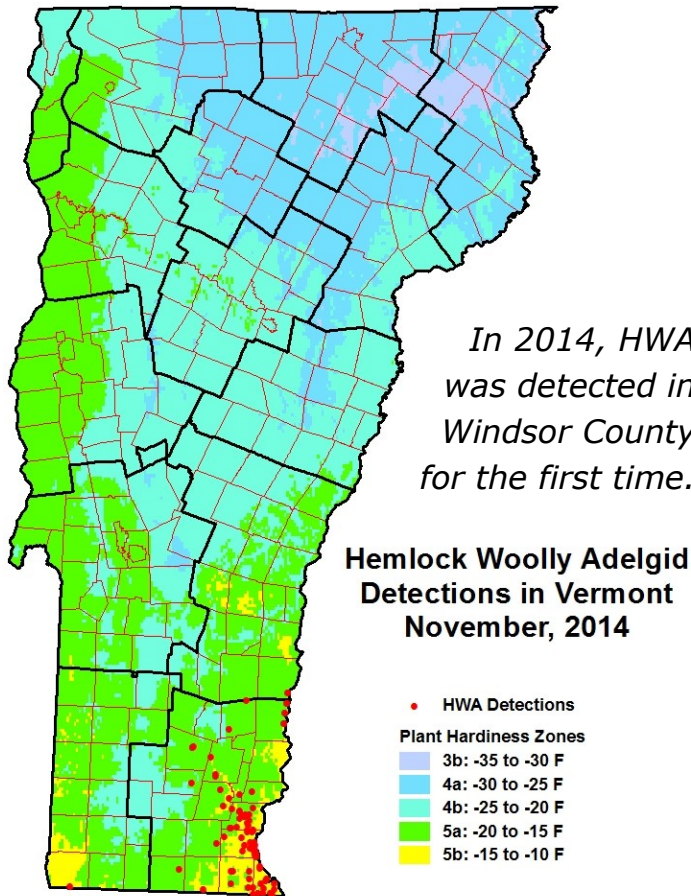 In 2014, HWA
was detected in
Windsor County
for the first time.
Hemlock Woolly Adelgid
Detections in Vermont
November, 2014
HWA Detections
Plant Hardiness Zones
3b: -35 to -30 F
4a: -30 to -25 F
4b: -25 to -20 F
5a: -20 to -15 F
5b: -15 to -10 F